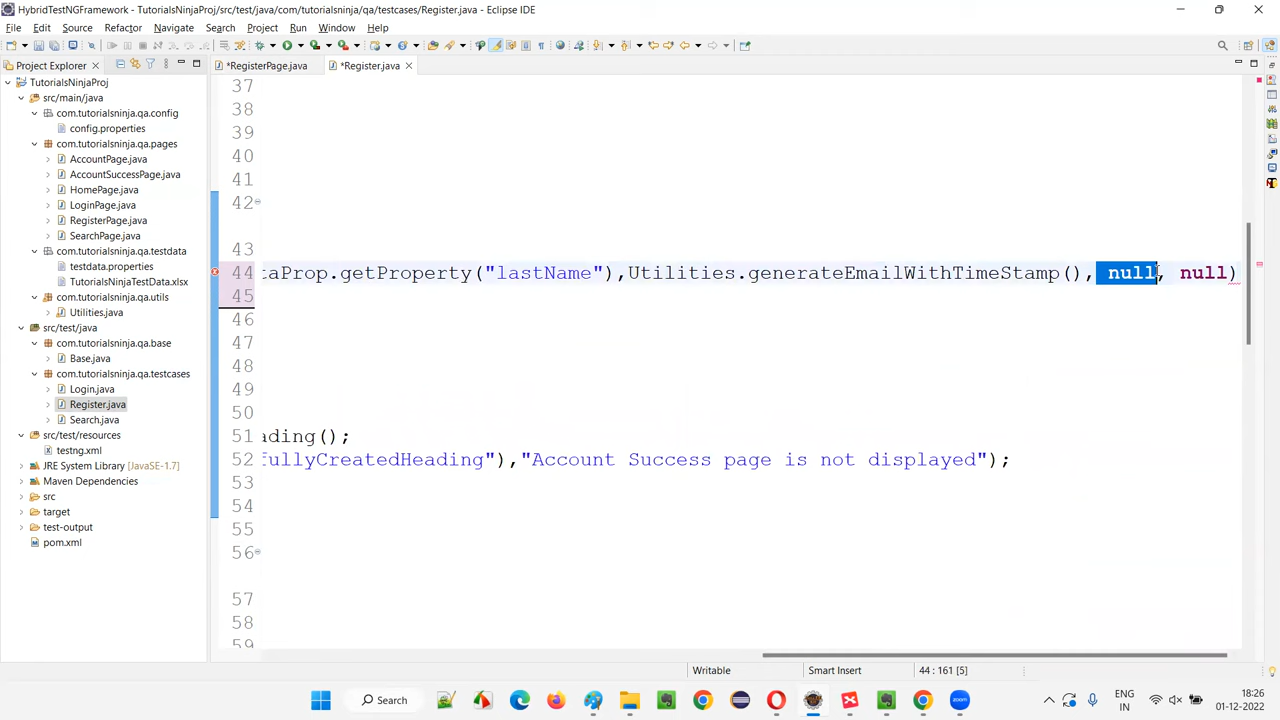 HybridTestNGFramework - TutorialsNinjaProj/src/test/java/com/tutorialsninja/qa/testcases/Register.java - Eclipse IDE
File Edit Source Refactor Navigate Search Project Run Window Help
Project Explorer
*RegisterPage.java
*Register.java
TutorialsNinjaProj
src/main/java
com.tutorialsninja.qa.config
config.properties
com.tutorialsninja.qa.pages
AccountPage.java
AccountSuccessPage.java
HomePage.java
LoginPage.java
RegisterPage.java
SearchPage.java
com.tutorialsninja.qa.testdata
testdata.properties
TutorialsNinjaTestData.xlsx
com.tutorialsninja.qa.utils
Utilities.java
src/test/java
com.tutorialsninja.qa.base
Base.java
com.tutorialsninja.qa.testcases
Login.java
Register.java
Search.java
src/test/resources
testng.xml
JRE System Library [JavaSE-1.7]
Maven Dependencies
src
target
test-output
pom.xml
37
38
39
40
41
42
43
44 taProp.getProperty("lastName"),Utilities.generateEmailWithTimeStamp(), null, null)
45
46
47
48
49
50
51 ading();
52 fullyCreatedHeading"),"Account Success page is not displayed");
53
54
55
56
57
58
59
Writable
Smart Insert
44 : 161 [5]
Search
ENG
IN
18:26
01-12-2022